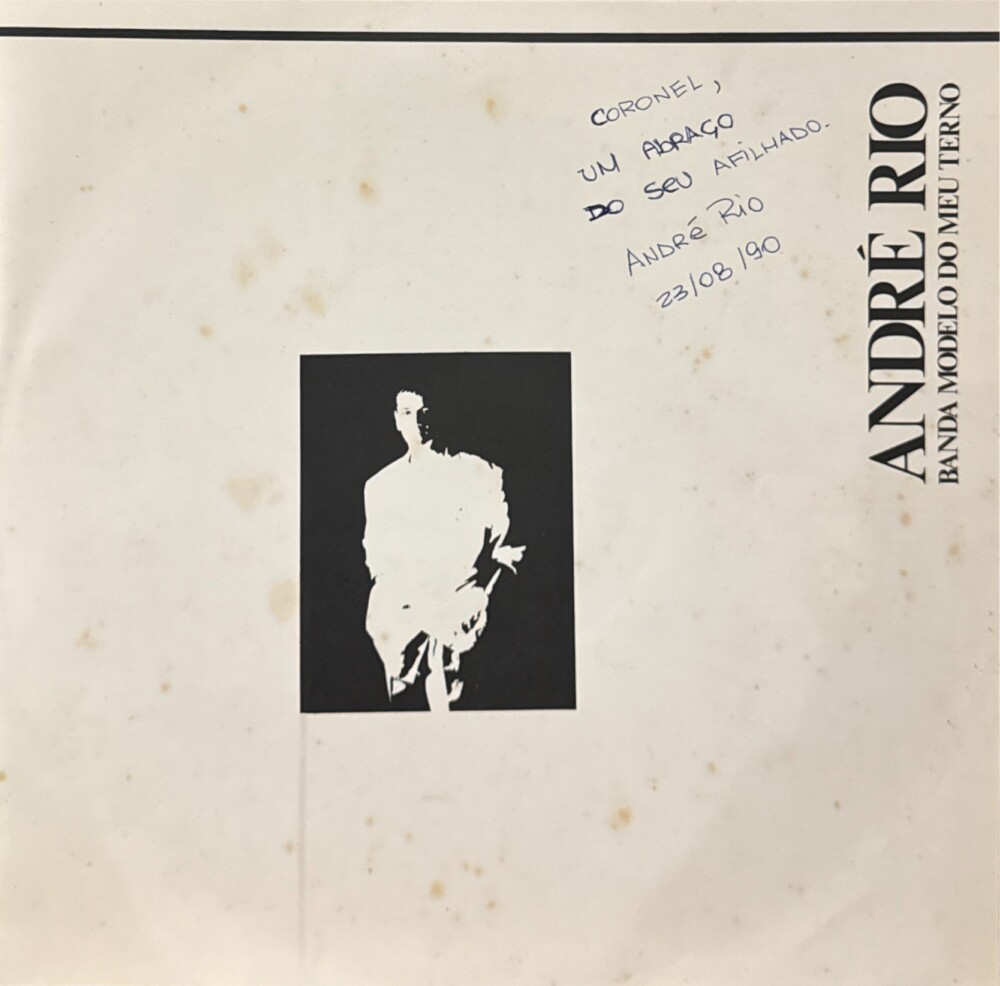 CORONEL,
UM ABRAÇO
DO SEU AFILHADO.
ANDRÉ RIO
23/08/90
ANDRÉ RIO
BANDA MODELO DO MEU TERNO